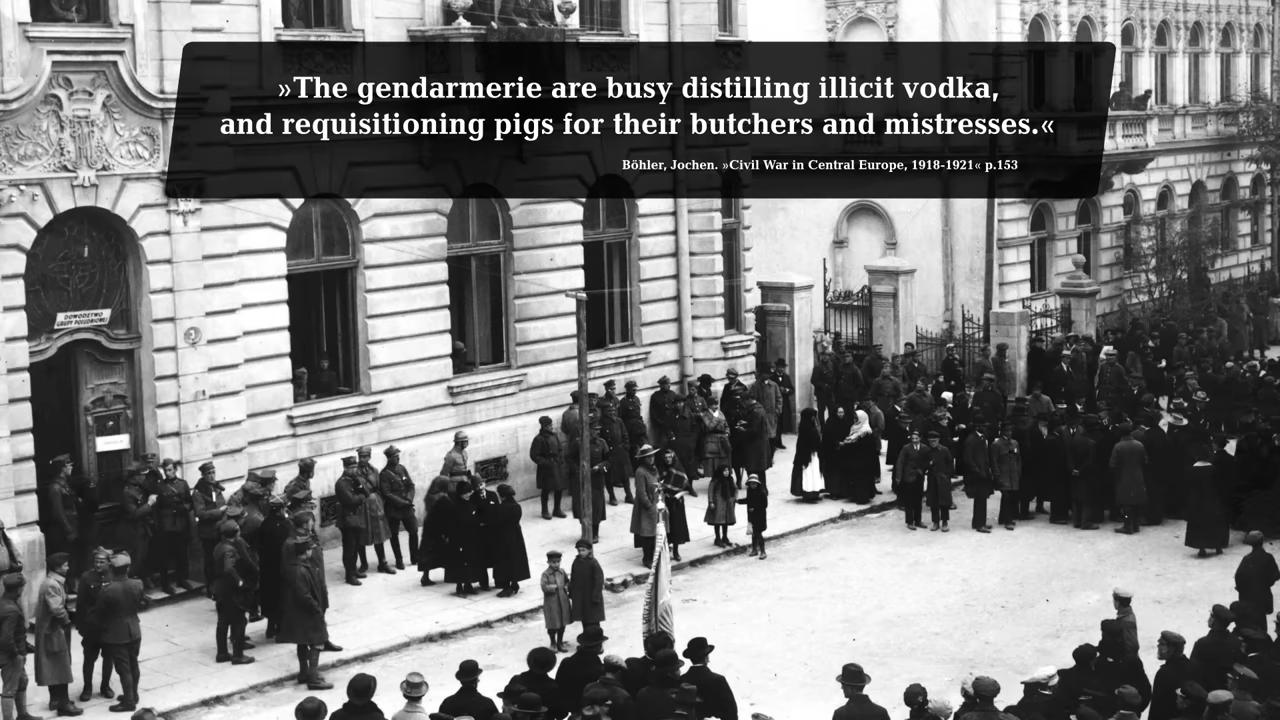 »The gendarmerie are busy distilling illicit vodka,
and requisitioning pigs for their butchers and mistresses.«
Böhler, Jochen. »Civil War in Central Europe, 1918-1921« p.153
DOWÓDZTWO
GRUPY POŁUDNIOWEJ